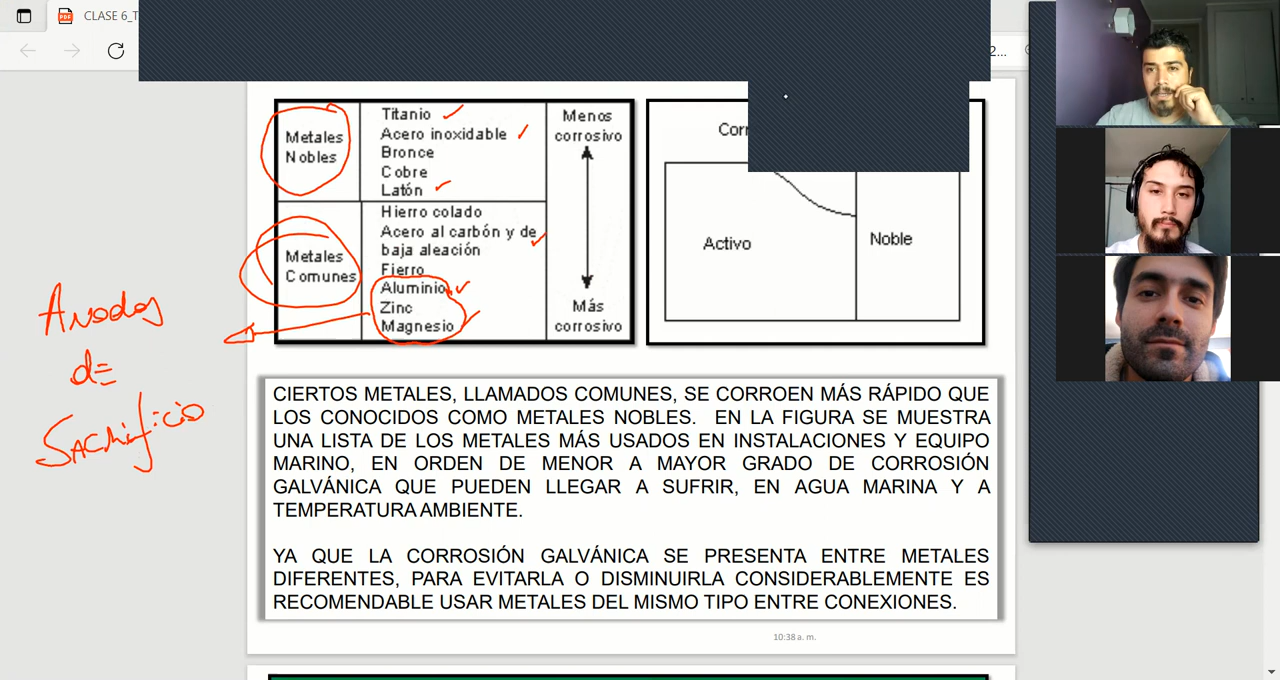 CLASE 6_T
2...
Metales
Nobles
Titanio
Acero inoxidable
Bronce
Cobre
Latón
Menos
corrosivo
Metales
Comunes
Hierro colado
Acero al carbón y de
baja aleación
Fierro
Aluminio
Zinc
Magnesio
Más
corrosivo
Activo
Noble
Anodos
de
Sacrificio
CIERTOS METALES, LLAMADOS COMUNES, SE CORROEN MÁS RÁPIDO QUE
LOS CONOCIDOS COMO METALES NOBLES. EN LA FIGURA SE MUESTRA
UNA LISTA DE LOS METALES MÁS USADOS EN INSTALACIONES Y EQUIPO
MARINO, EN ORDEN DE MENOR A MAYOR GRADO DE CORROSIÓN
GALVÁNICA QUE PUEDEN LLEGAR A SUFRIR, EN AGUA MARINA Y A
TEMPERATURA AMBIENTE.
YA QUE LA CORROSIÓN GALVÁNICA SE PRESENTA ENTRE METALES
DIFERENTES, PARA EVITARLA O DISMINUIRLA CONSIDERABLEMENTE ES
RECOMENDABLE USAR METALES DEL MISMO TIPO ENTRE CONEXIONES.
10:38 a. m.